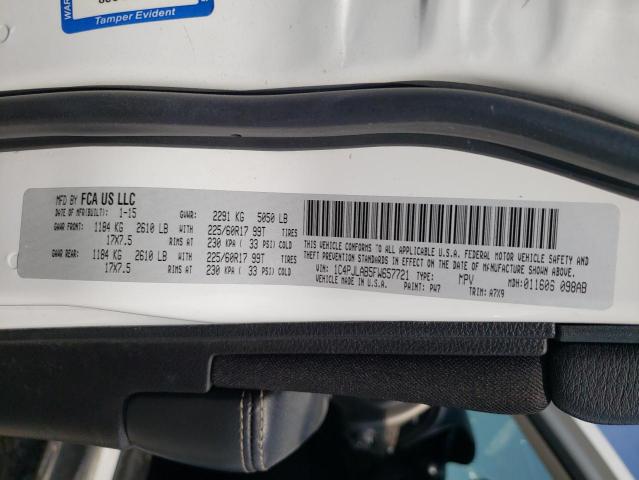 Tamper Evident
MFD BY FCA US LLC
DATE OF MFR(BUILT): 1-15 GVWR: 2291 KG 5050 LB
GAWR FRONT: 1184 KG 2610 LB WITH 225/60R17 99T TIRES
17X7.5 RIMS AT 230 KPA ( 33 PSI) COLD
GAWR REAR: 1184 KG 2610 LB WITH 225/60R17 99T TIRES
17X7.5 RIMS AT 230 KPA ( 33 PSI) COLD
THIS VEHICLE CONFORMS TO ALL APPLICABLE U.S.A. FEDERAL MOTOR VEHICLE SAFETY AND
THEFT PREVENTION STANDARDS IN EFFECT ON THE DATE OF MANUFACTURE SHOWN ABOVE.
VIN: 1C4PJLAB5FW657721 TYPE: MPV MDH: 011606 098AB
VEHICLE MADE IN U.S.A. PAINT: PW7 TRIM: A7X9